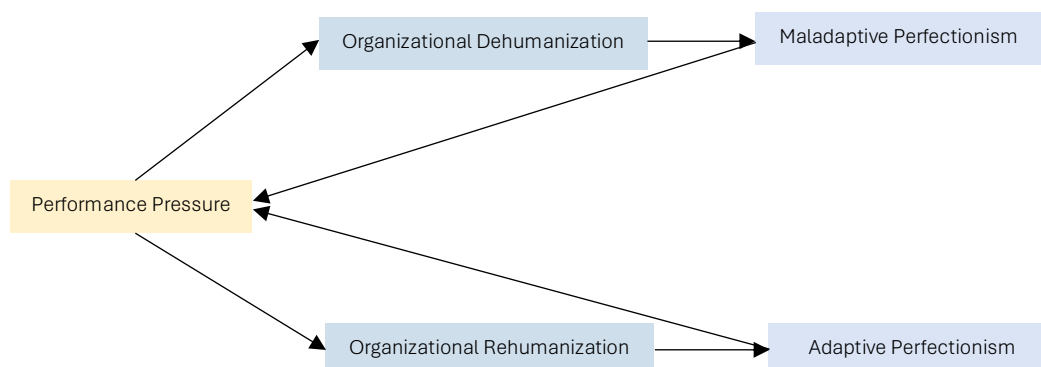 Organizational Dehumanization
Maladaptive Perfectionism
Performance Pressure
Organizational Rehumanization
Adaptive Perfectionism